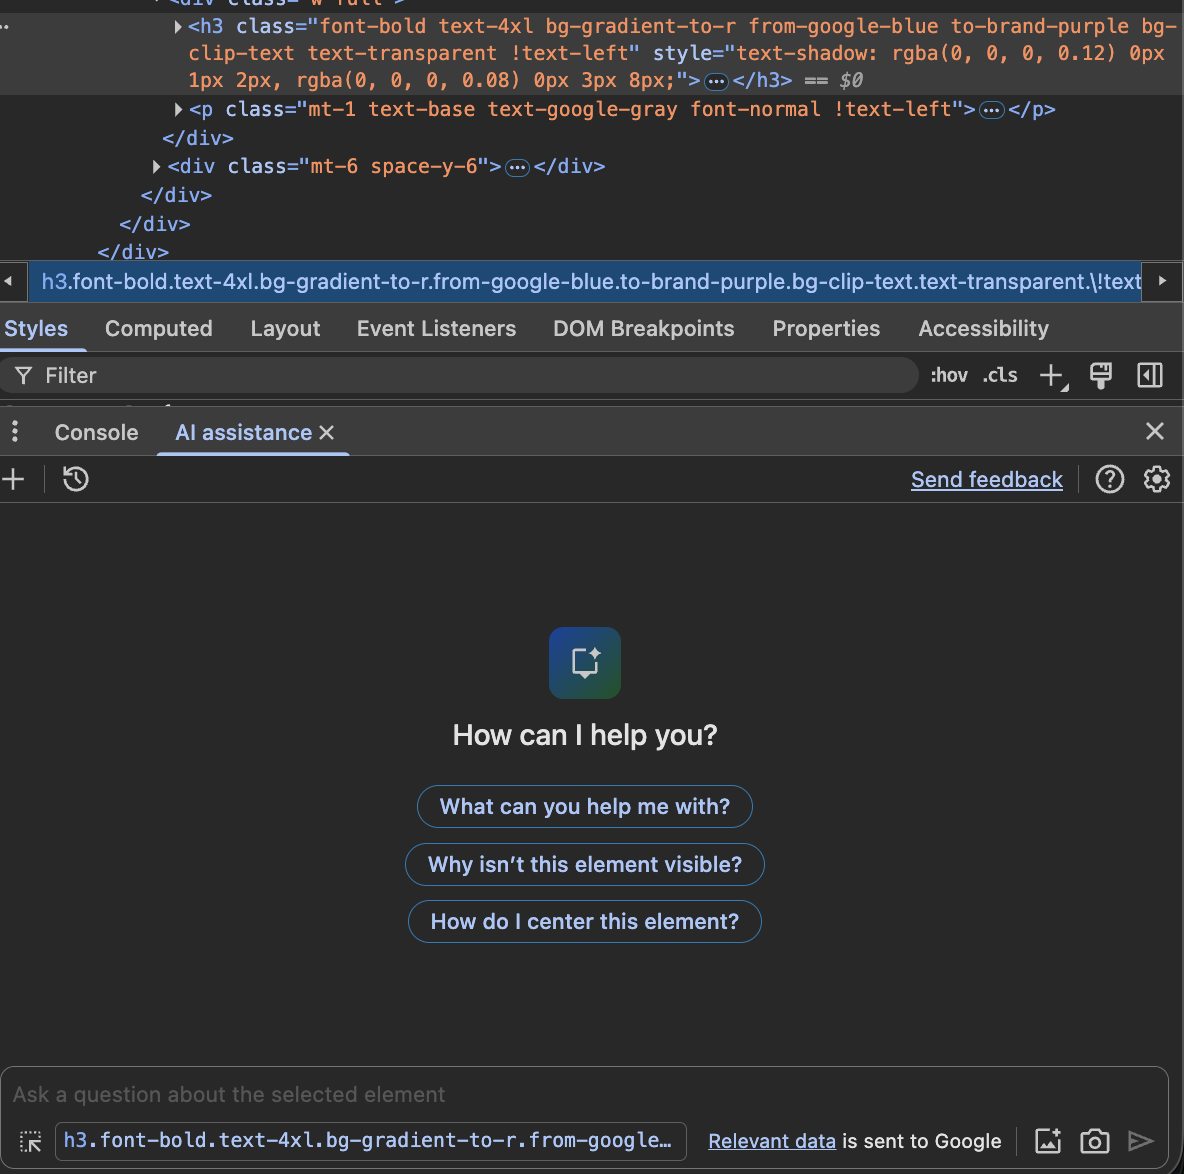 <div class="w-full">
<h3 class="font-bold text-4xl bg-gradient-to-r from-google-blue to-brand-purple bg-
clip-text text-transparent !text-left" style="text-shadow: rgba(0, 0, 0, 0.12) 0px
1px 2px, rgba(0, 0, 0, 0.08) 0px 3px 8px;">…</h3> == $0
<p class="mt-1 text-base text-google-gray font-normal !text-left">…</p>
</div>
<div class="mt-6 space-y-6">…</div>
</div>
</div>
</div>
h3.font-bold.text-4xl.bg-gradient-to-r.from-google-blue.to-brand-purple.bg-clip-text.text-transparent.\!text
Styles Computed Layout Event Listeners DOM Breakpoints Properties Accessibility
Filter :hov .cls
Console AI assistance
Send feedback
How can I help you?
What can you help me with?
Why isn’t this element visible?
How do I center this element?
Ask a question about the selected element
h3.font-bold.text-4xl.bg-gradient-to-r.from-google… Relevant data is sent to Google